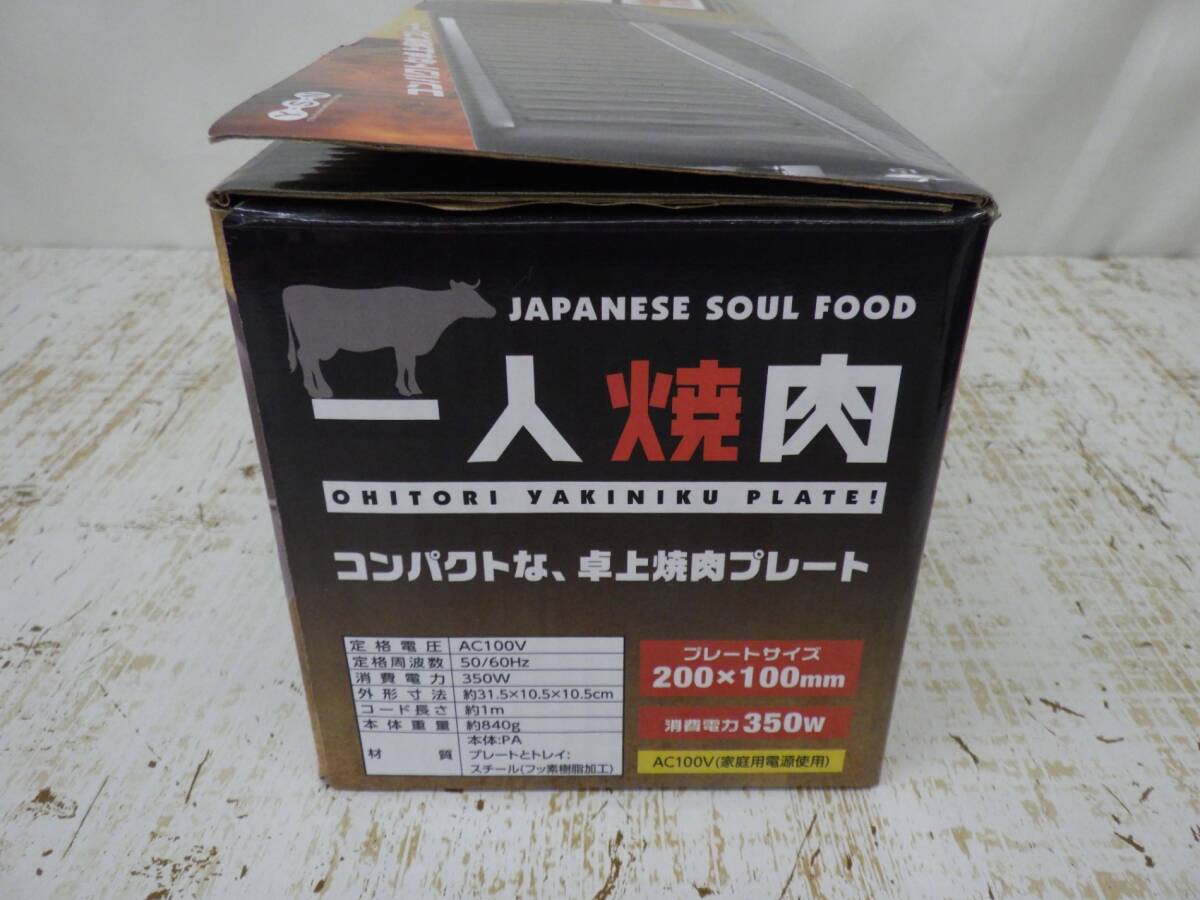 YSN
JAPANESE SOUL FOOD
一人焼肉
OHITORI YAKINIKU PLATE!
コンパクトな、卓上焼肉プレート
定格電圧 AC100V
定格周波数 50/60Hz
消費電力 350W
外形寸法 約31.5×10.5×10.5cm
コード長さ 約1m
本体重量 約840g
材質 本体:PA
プレートとトレイ:
スチール(フッ素樹脂加工)
プレートサイズ
200×100mm
消費電力 350W
AC100V(家庭用電源使用)